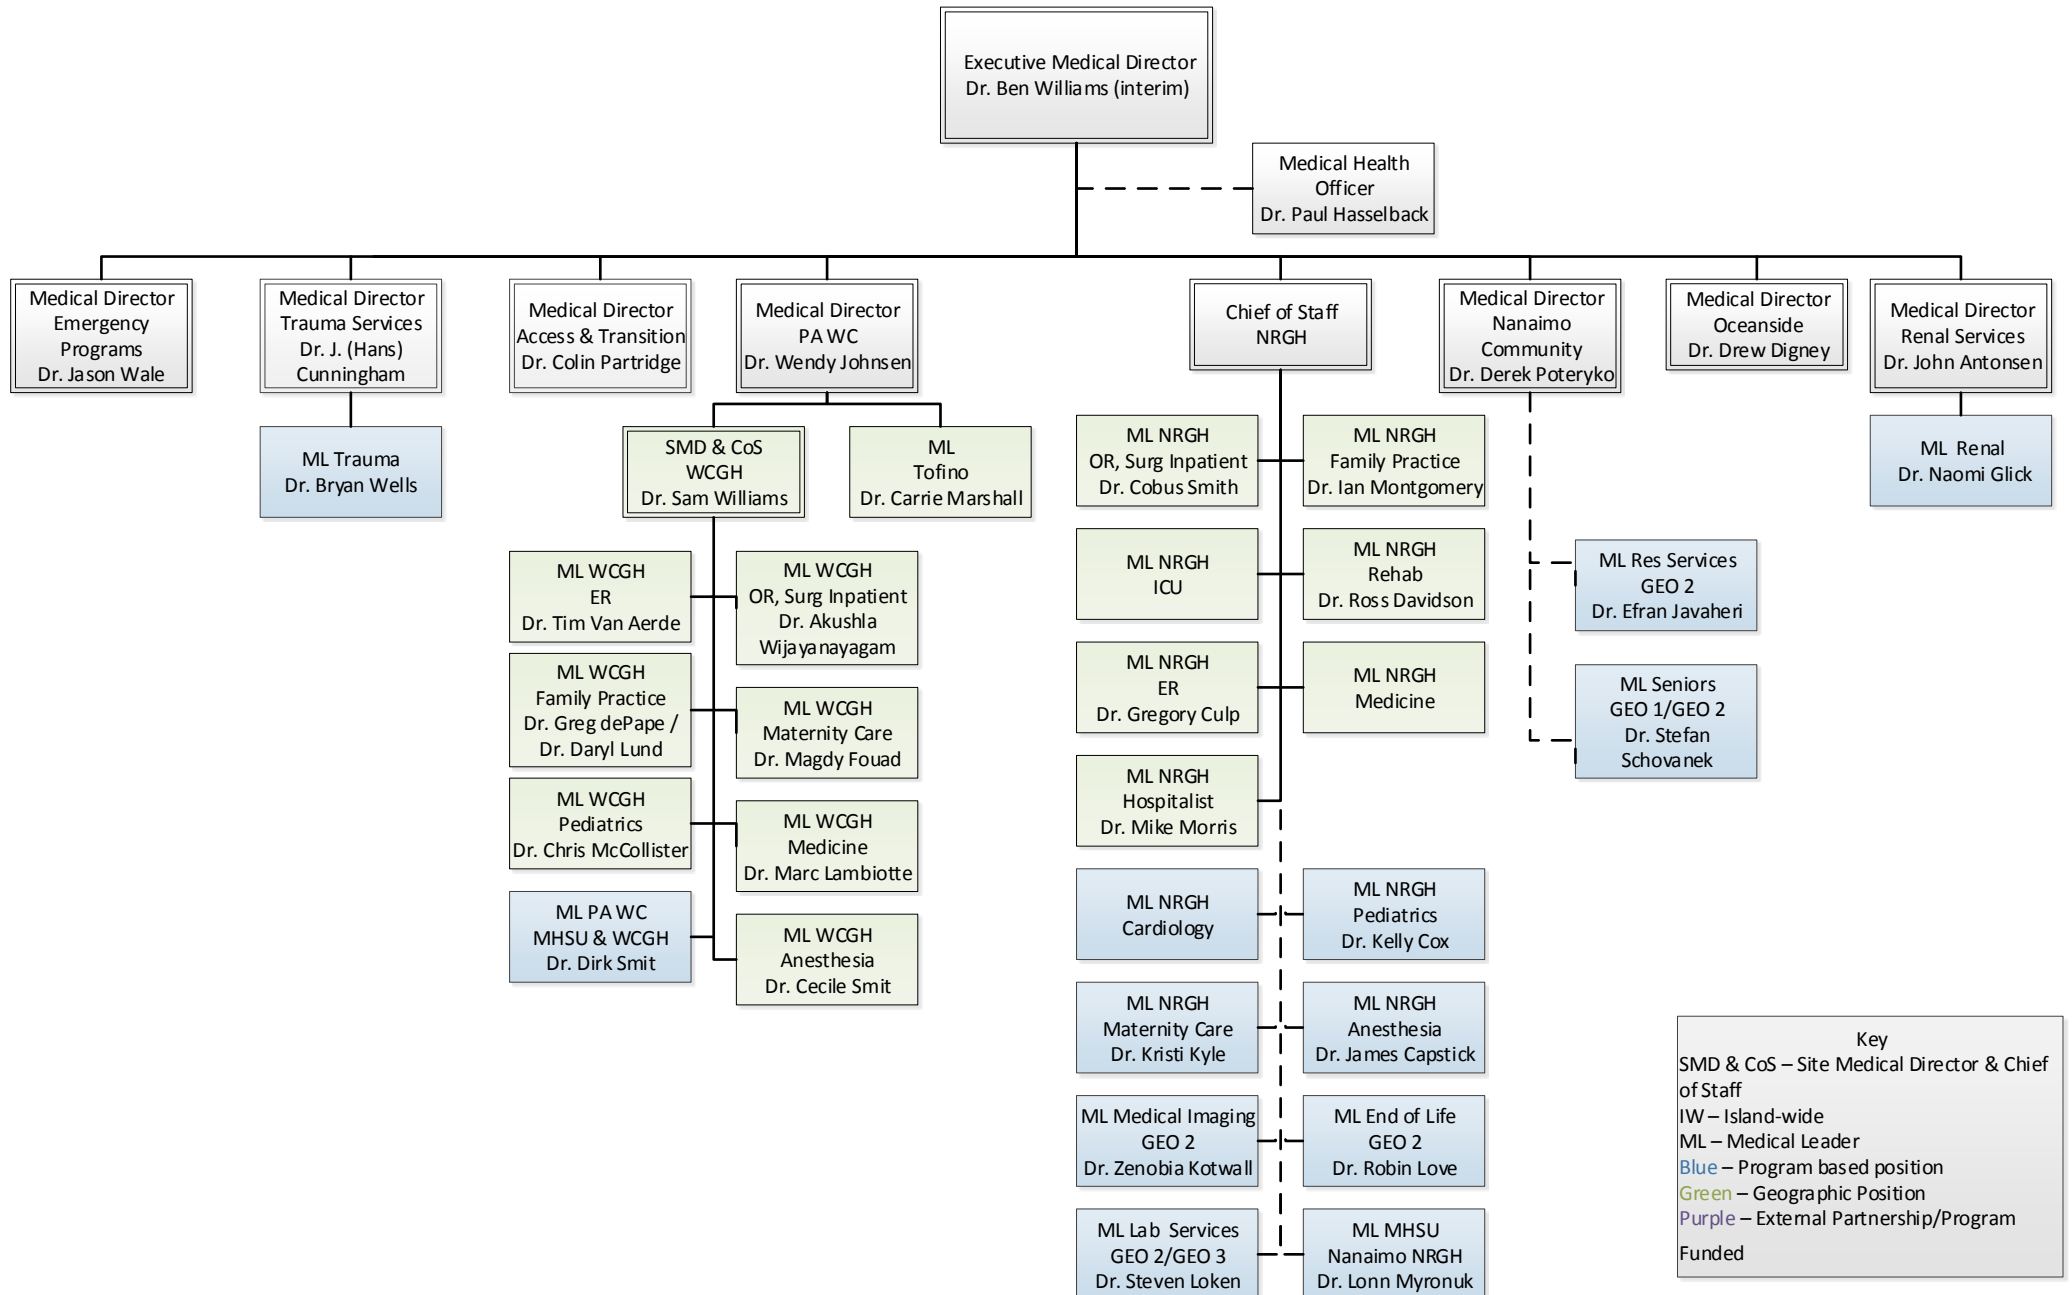 Executive Medical Director
Dr. Ben Williams (interim)
Medical Health
Officer
Dr. Paul Hasselback
Medical Director
Emergency
Programs
Dr. Jason Wale
Medical Director
Trauma Services
Dr. J. (Hans)
Cunningham
Medical Director
Access & Transition
Dr. Colin Partridge
Medical Director
PA WC
Dr. Wendy Johnsen
Chief of Staff
NRGH
Medical Director
Nanaimo
Community
Dr. Derek Poteryko
Medical Director
Oceanside
Dr. Drew Digney
Medical Director
Renal Services
Dr. John Antonsen
ML Trauma
Dr. Bryan Wells
SMD & CoS
WCGH
Dr. Sam Williams
ML
Tofino
Dr. Carrie Marshall
ML WCGH
ER
Dr. Tim Van Aerde
ML WCGH
OR, Surg Inpatient
Dr. Akushla
Wijayanayagam
ML WCGH
Family Practice
Dr. Greg dePape /
Dr. Daryl Lund
ML WCGH
Maternity Care
Dr. Magdy Fouad
ML WCGH
Pediatrics
Dr. Chris McCollister
ML WCGH
Medicine
Dr. Marc Lambiotte
ML PA WC
MHSU & WCGH
Dr. Dirk Smit
ML WCGH
Anesthesia
Dr. Cecile Smit
ML NRGH
OR, Surg Inpatient
Dr. Cobus Smith
ML NRGH
Family Practice
Dr. Ian Montgomery
ML NRGH
ICU
ML NRGH
Rehab
Dr. Ross Davidson
ML NRGH
ER
Dr. Gregory Culp
ML NRGH
Medicine
ML NRGH
Hospitalist
Dr. Mike Morris
ML NRGH
Cardiology
ML NRGH
Pediatrics
Dr. Kelly Cox
ML NRGH
Maternity Care
Dr. Kristi Kyle
ML NRGH
Anesthesia
Dr. James Capstick
ML Medical Imaging
GEO 2
Dr. Zenobia Kotwall
ML End of Life
GEO 2
Dr. Robin Love
ML Lab Services
GEO 2/GEO 3
Dr. Steven Loken
ML MHSU
Nanaimo NRGH
Dr. Lonn Myronuk
ML Res Services
GEO 2
Dr. Efran Javaheri
ML Seniors
GEO 1/GEO 2
Dr. Stefan
Schovanek
ML Renal
Dr. Naomi Glick
Key
SMD & CoS – Site Medical Director & Chief
of Staff
IW – Island-wide
ML – Medical Leader
Blue – Program based position
Green – Geographic Position
Purple – External Partnership/Program
Funded